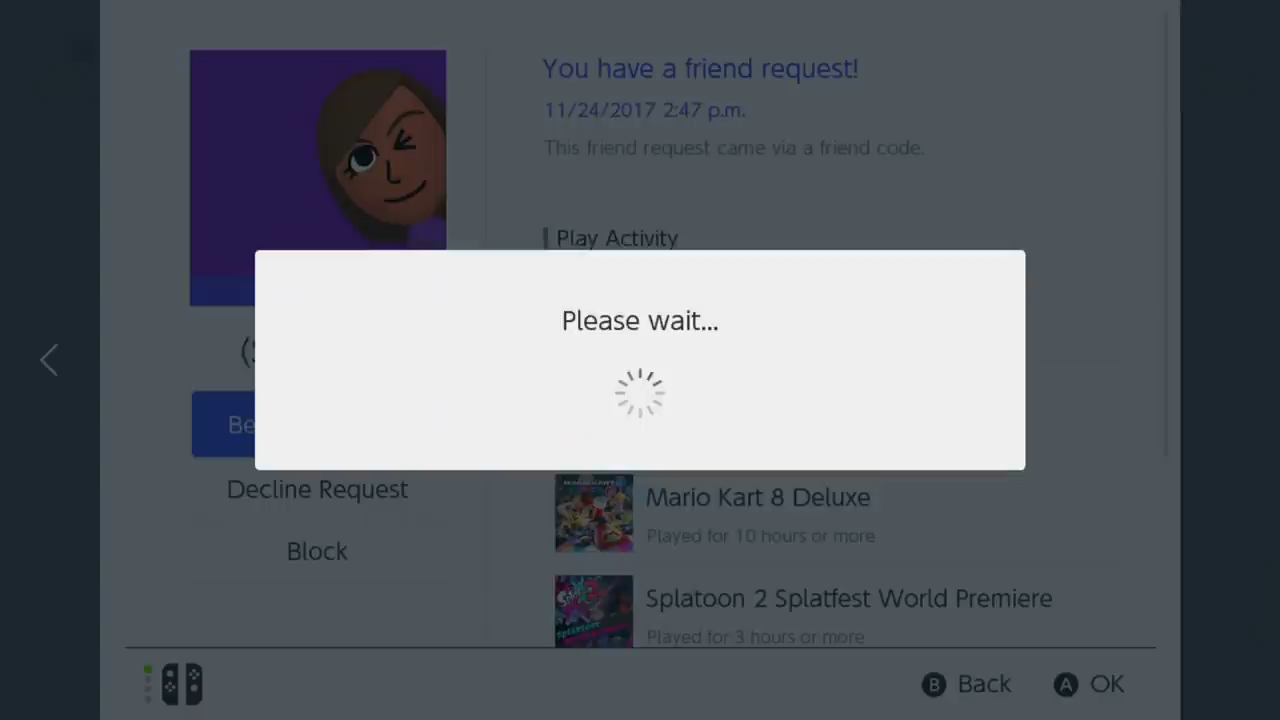 You have a friend request!
11/24/2017 2:47 p.m.
This friend request came via a friend code.
Play Activity
Please wait...
(
Be
Decline Request
Block
Mario Kart 8 Deluxe
Played for 10 hours or more
Splatoon 2 Splatfest World Premiere
Played for 3 hours or more
B Back
A OK